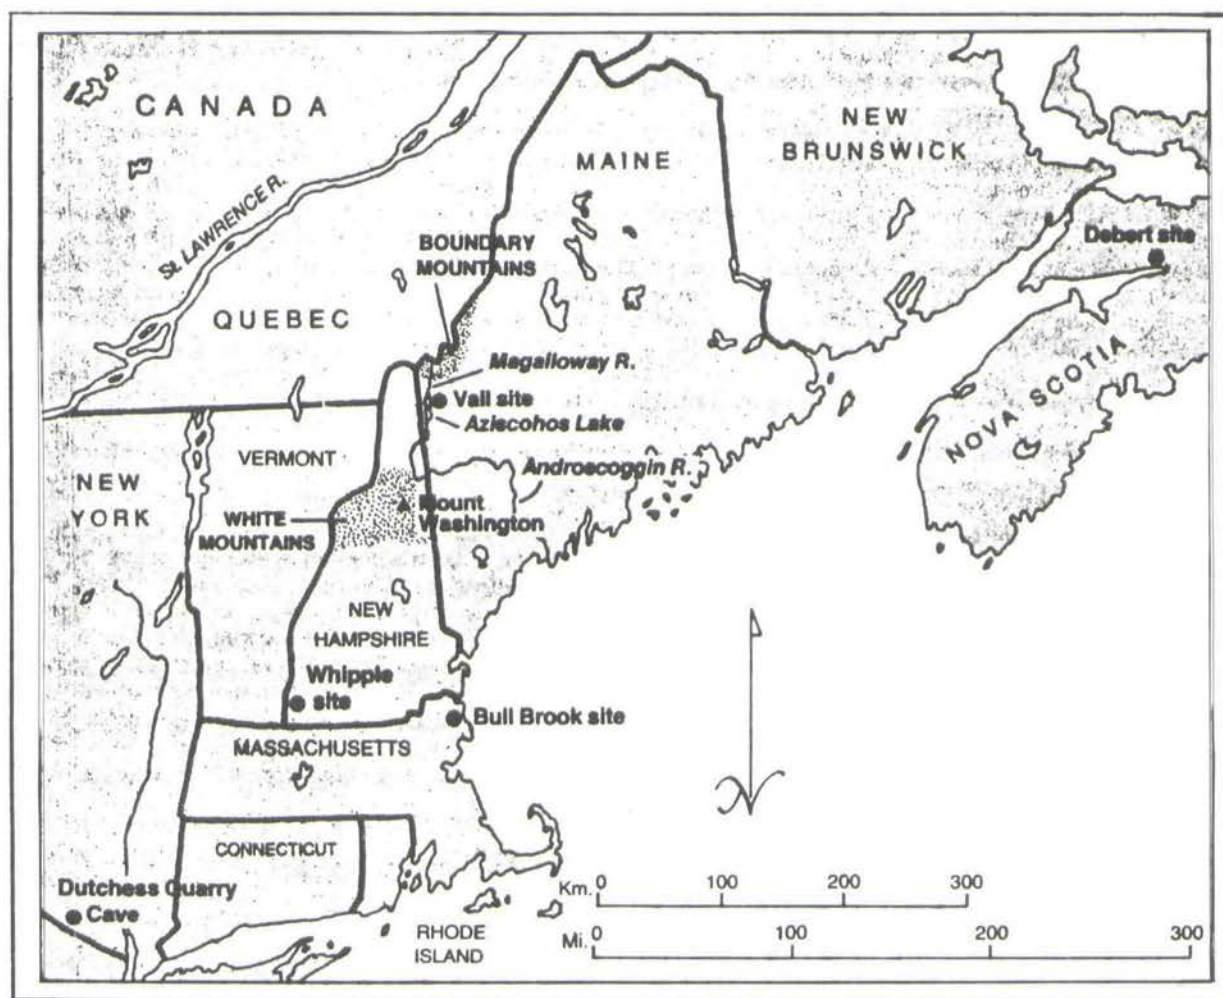 CANADA
NEW
BRUNSWICK
MAINE
St. LAWRENCE R.
BOUNDARY
MOUNTAINS
Debert site
QUEBEC
Magalloway R.
Vail site
Aziscohos Lake
NOVA SCOTIA
VERMONT
Androscoggin R.
NEW
YORK
Mount
Washington
WHITE
MOUNTAINS
NEW
HAMPSHIRE
Whipple
site
Bull Brook site
MASSACHUSETTS
CONNECTICUT
Dutchess Quarry
Cave
Km. 0 100 200 300
RHODE
ISLAND
Mi. 0 100 200 300